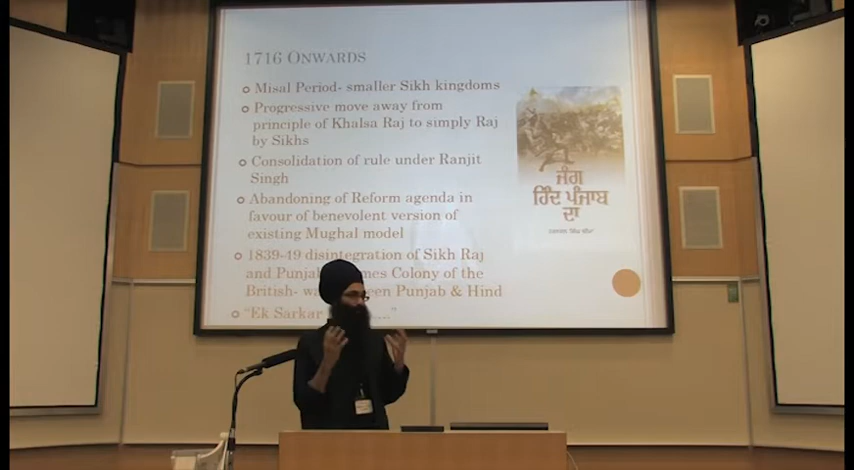 1716 ONWARDS
Misal Period- smaller Sikh kingdoms
Progressive move away from
principle of Khalsa Raj to simply Raj
by Sikhs
Consolidation of rule under Ranjit
Singh
Abandoning of Reform agenda in
favour of benevolent version of
existing Mughal model
1839-49 disintegration of Sikh Raj
and Punjab Colony of the
British- between Punjab & Hind
"Ek Sarkar ...."
ਜੰਗ
ਹਿੰਦ ਪੰਜਾਬ
ਦਾ